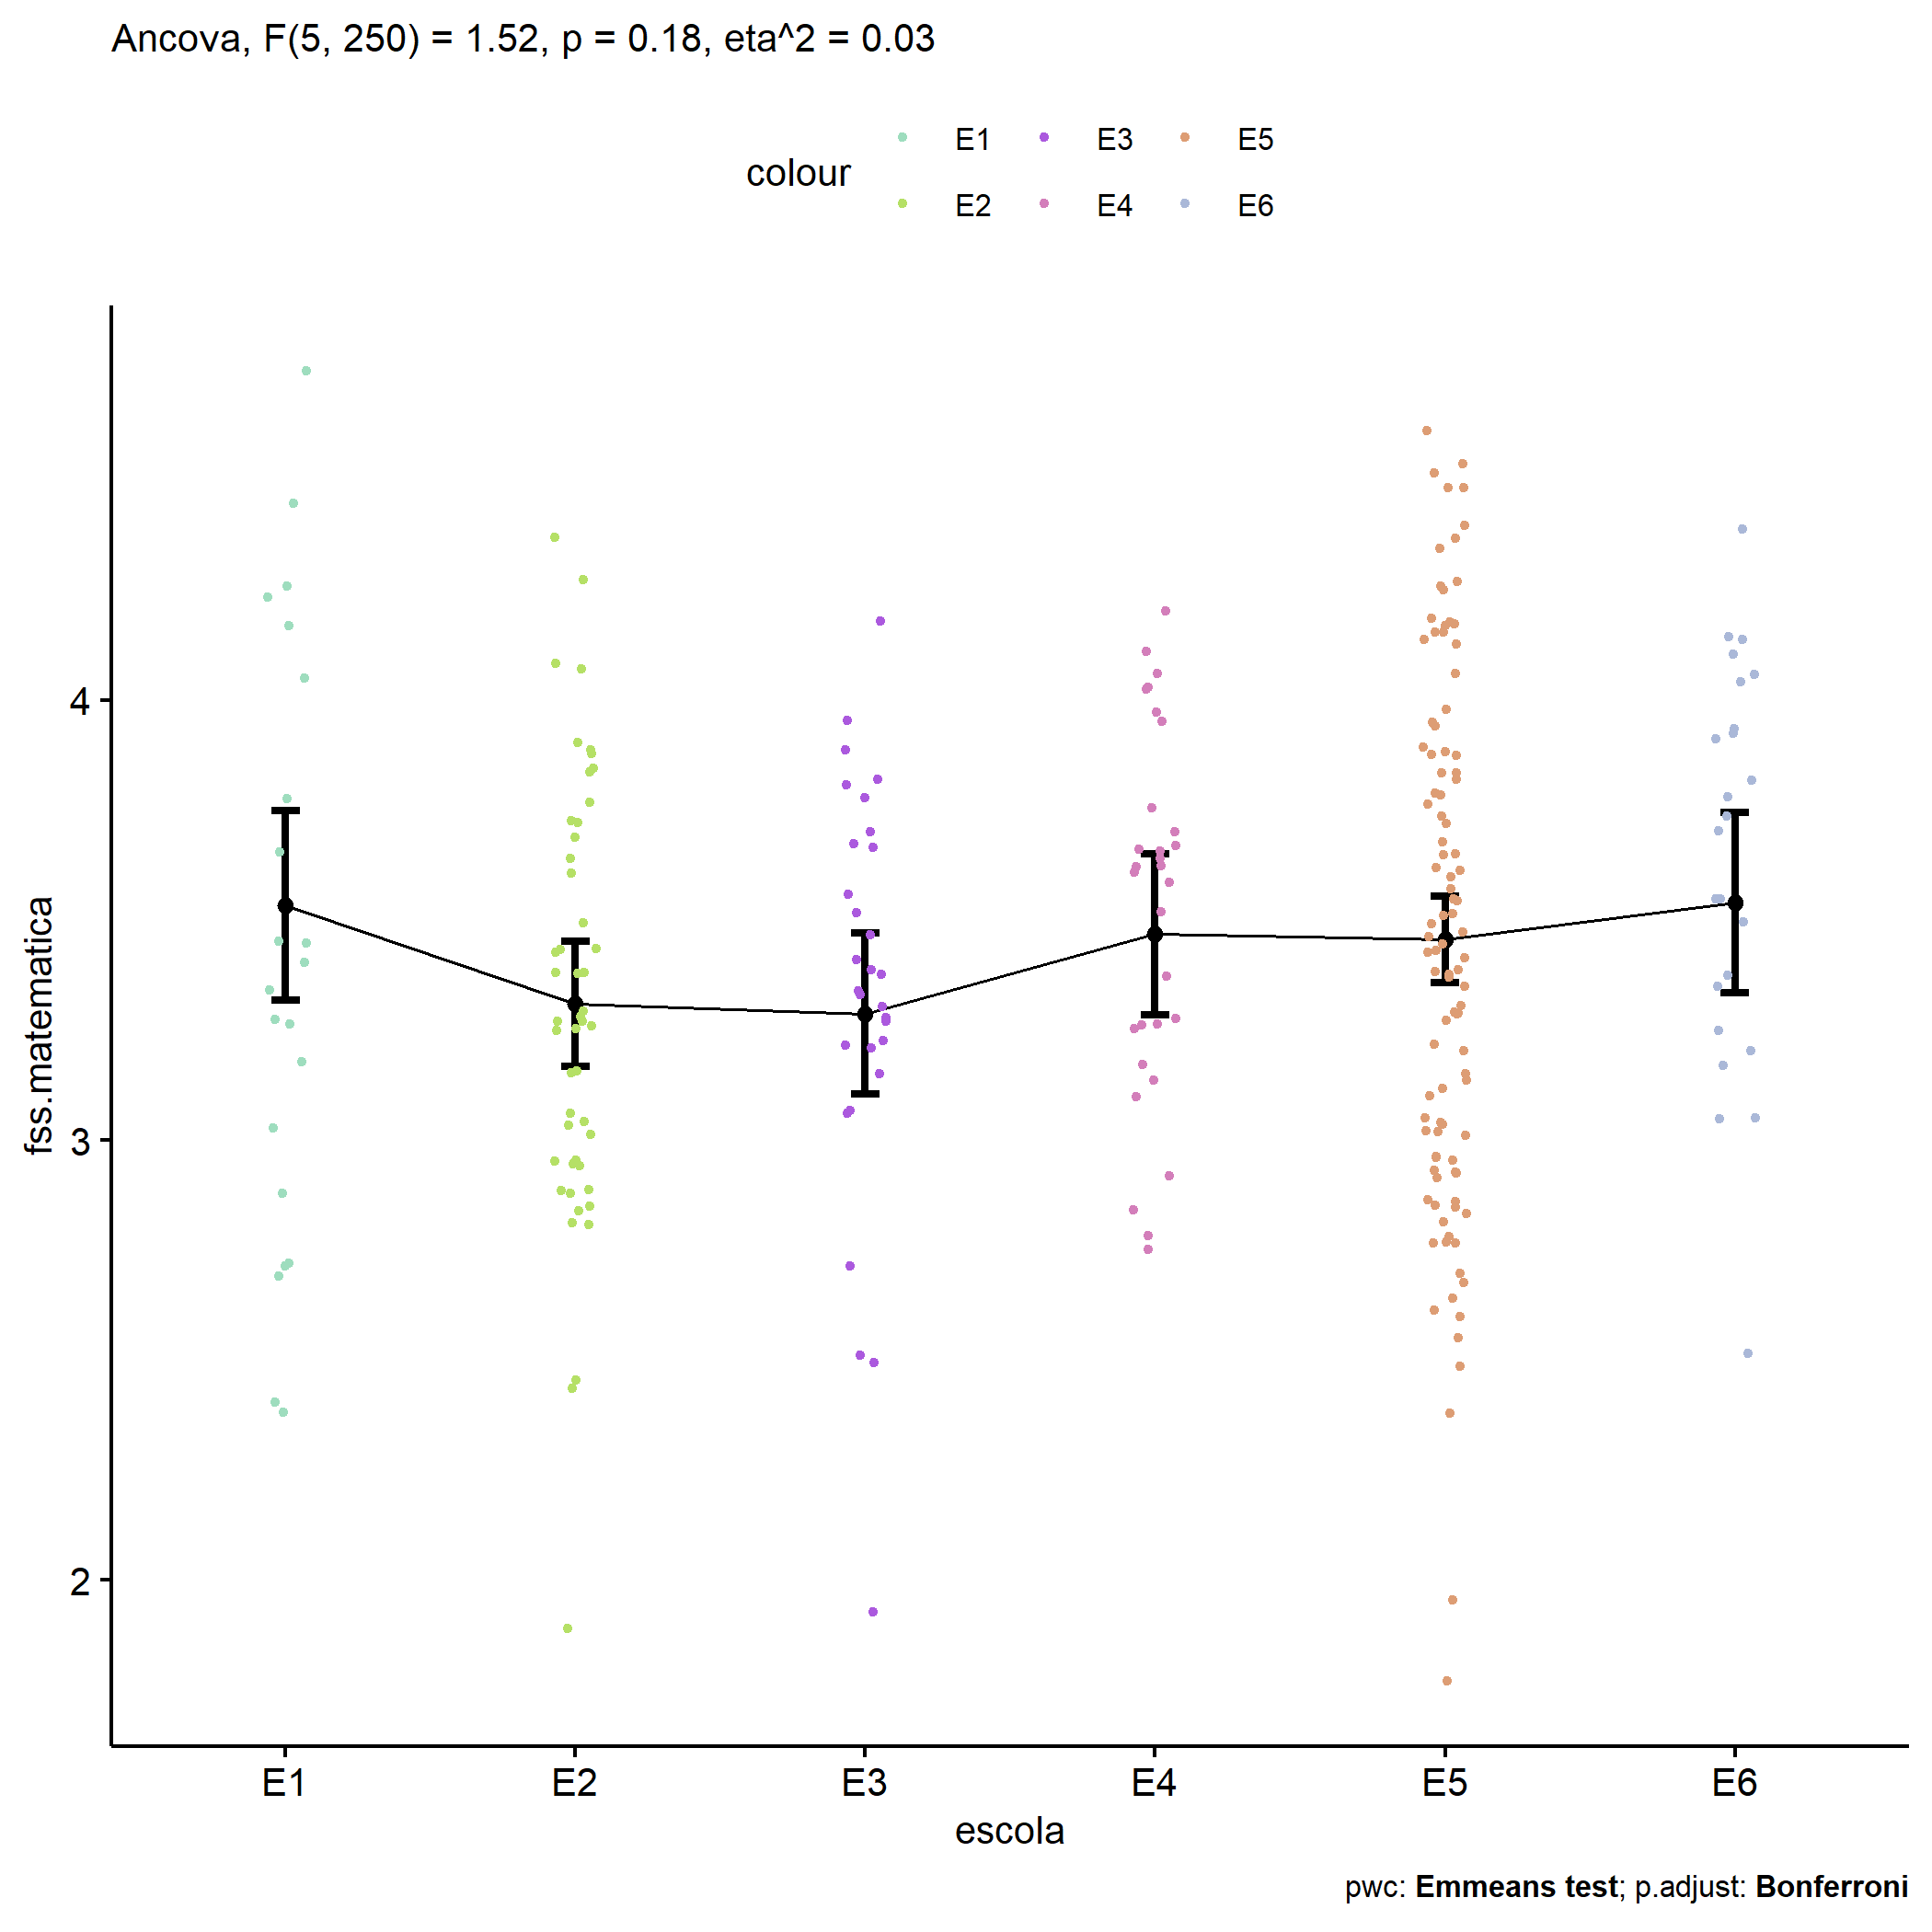 Ancova, F(5, 250) = 1.52, p = 0.18, eta^2 = 0.03
colour
E1 E3 E5
E2 E4 E6
fss.matematica
4
3
2
E1 E2 E3 E4 E5 E6
escola
pwc: Emmeans test; p.adjust: Bonferroni